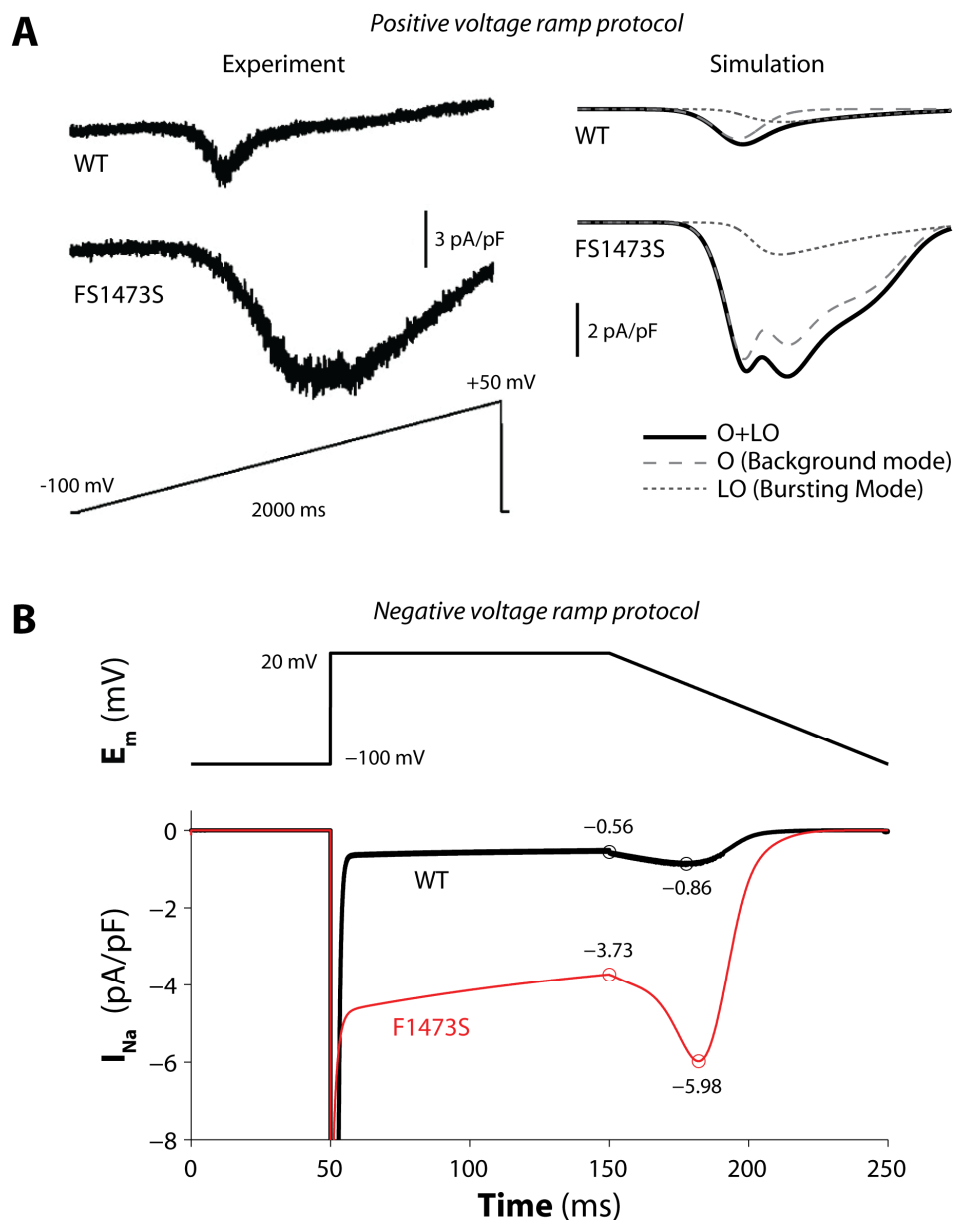 A
Positive voltage ramp protocol
Experiment
Simulation
WT
WT
3 pA/pF
FS1473S
FS1473S
2 pA/pF
+50 mV
-100 mV
2000 ms
O+LO
O (Background mode)
LO (Bursting Mode)
B
Negative voltage ramp protocol
Em (mV)
20 mV
−100 mV
INa (pA/pF)
0
−2
−4
−6
−8
−0.56
WT
−0.86
−3.73
F1473S
−5.98
0
50
100
150
200
250
Time (ms)